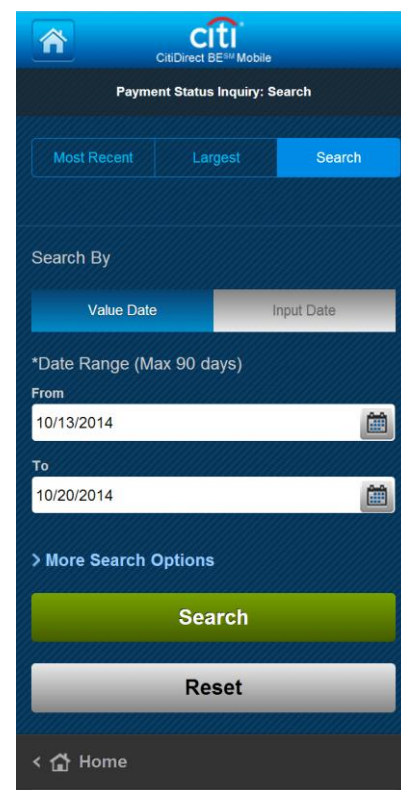 citi
CitiDirect BE℠ Mobile
Payment Status Inquiry: Search
Most Recent Largest Search
Search By
Value Date Input Date
*Date Range (Max 90 days)
From
10/13/2014
To
10/20/2014
> More Search Options
Search
Reset
< Home